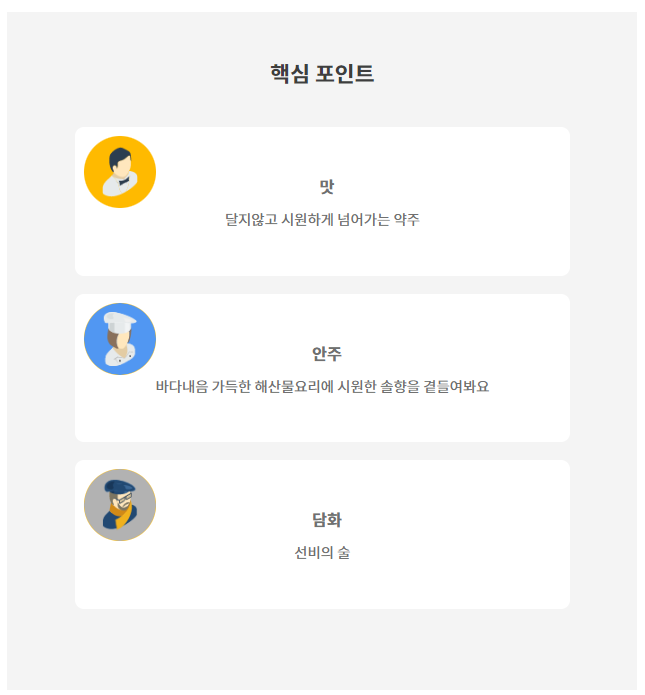 핵심 포인트
맛
달지않고 시원하게 넘어가는 약주
안주
바다내음 가득한 해산물요리에 시원한 솔향을 곁들여봐요
담화
선비의 술